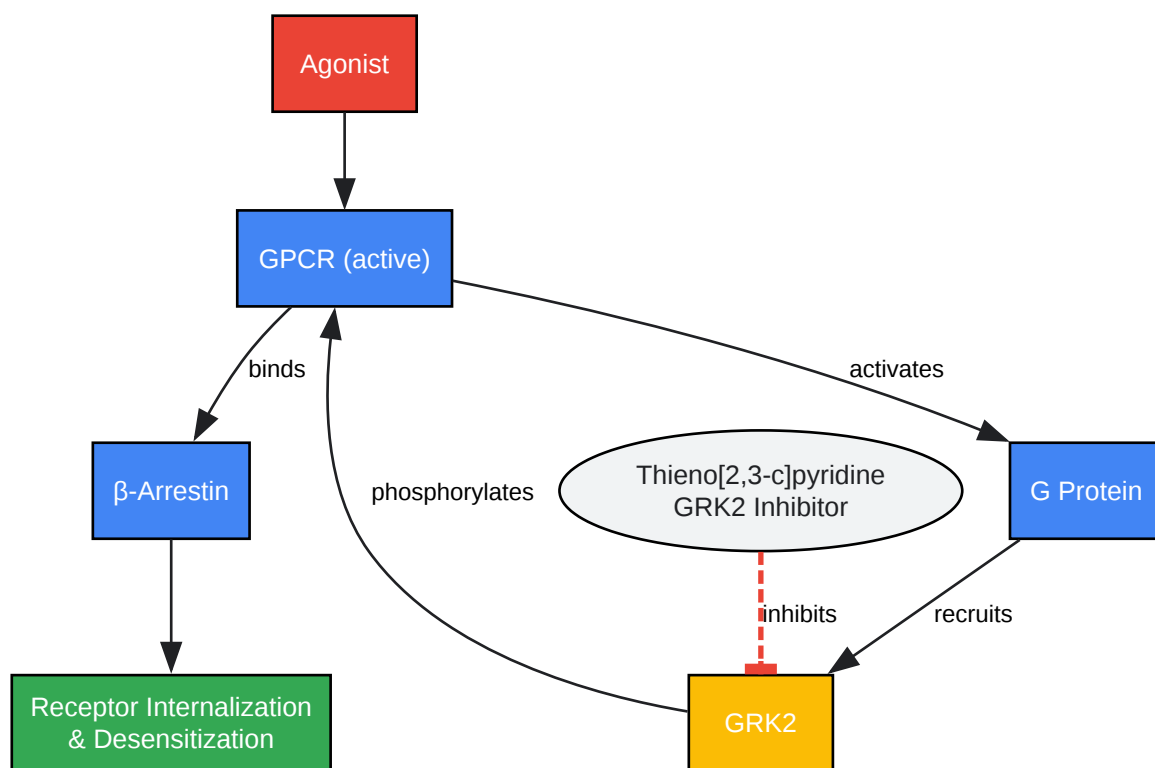 Agonist
GPCR (active)
binds
activates
β-Arrestin
phosphorylates
Thieno[2,3-c]pyridine
GRK2 Inhibitor
G Protein
inhibits
recruits
Receptor Internalization
& Desensitization
GRK2